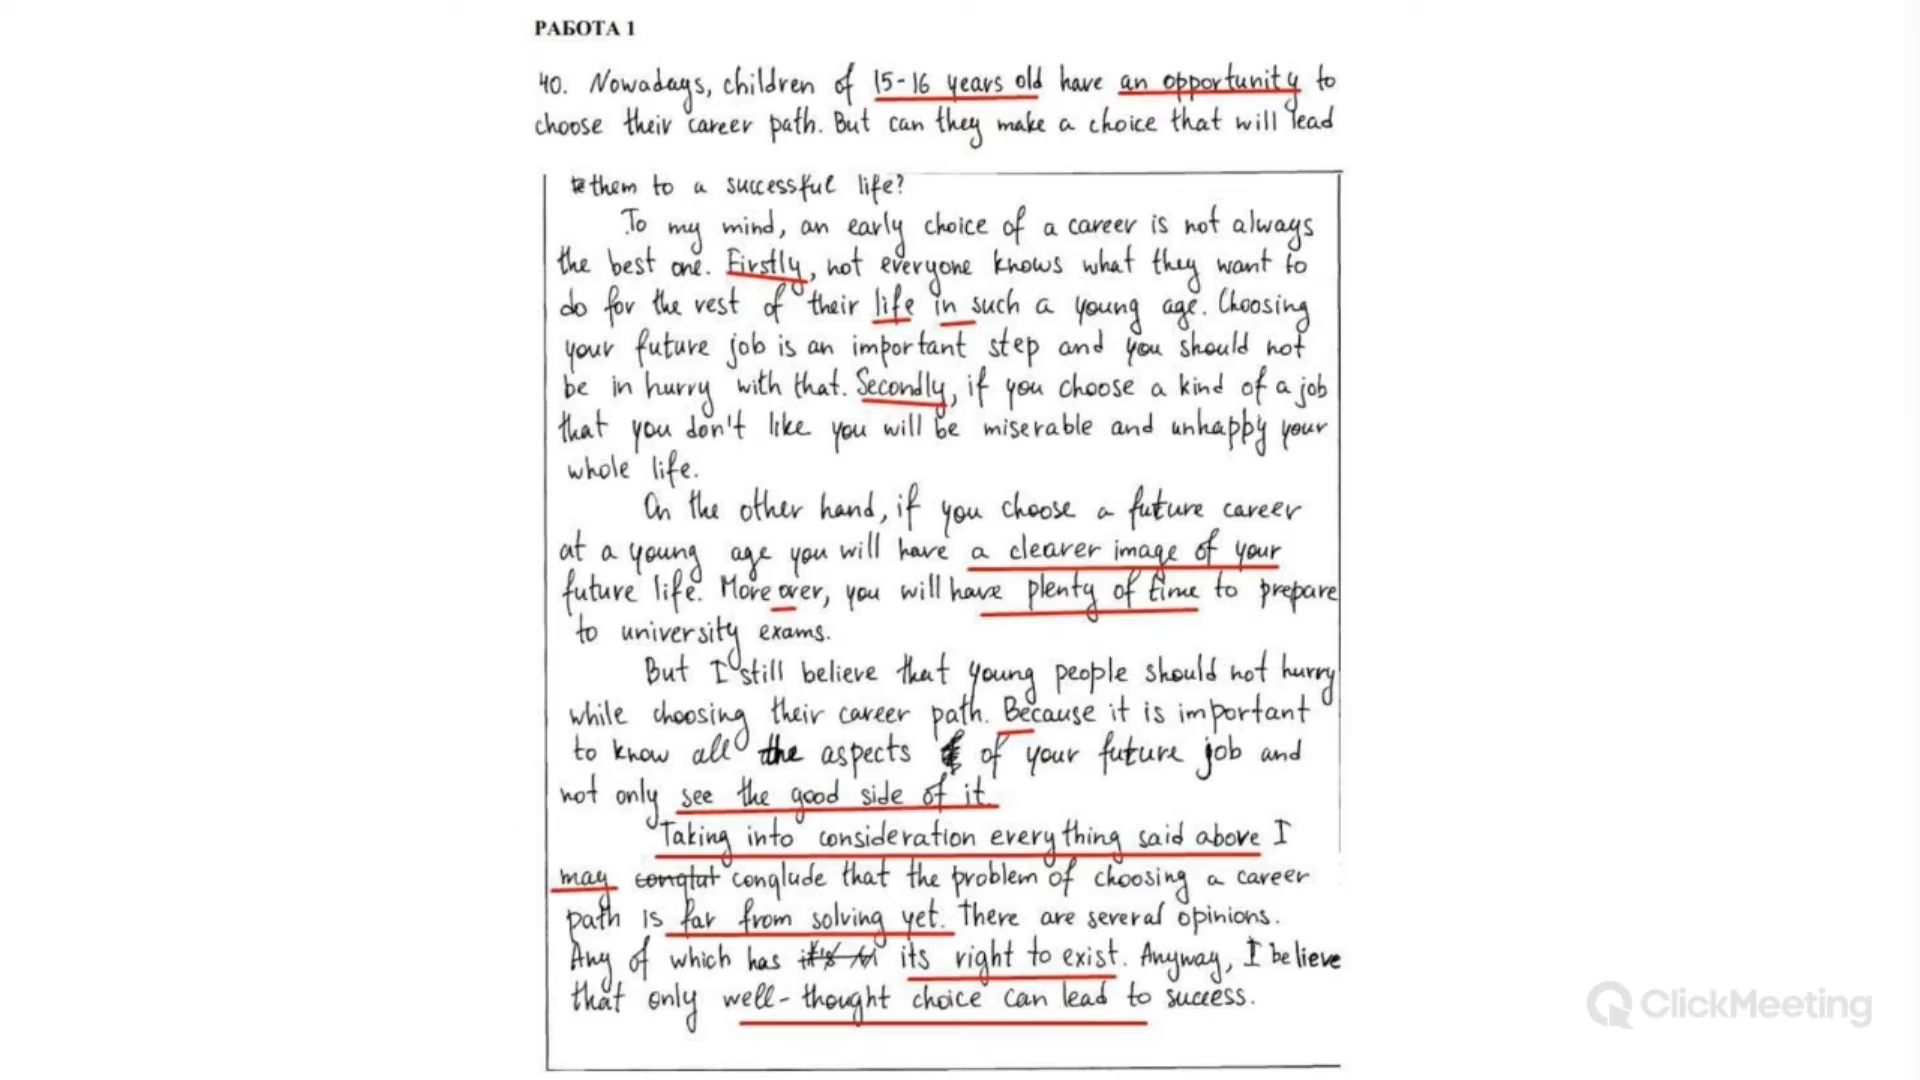 РАБОТА 1
40. Nowadays, children of 15-16 years old have an opportunity to
choose their career path. But can they make a choice that will lead
them to a successful life?
To my mind, an early choice of a career is not always
the best one. Firstly, not everyone knows what they want to
do for the rest of their life in such a young age. Choosing
your future job is an important step and you should not
be in hurry with that. Secondly, if you choose a kind of a job
that you don't like you will be miserable and unhappy your
whole life.
On the other hand, if you choose a future career
at a young age you will have a clearer image of your
future life. More over, you will have plenty of time to prepare
to university exams.
But I still believe that young people should not hurry
while choosing their career path. Because it is important
to know all the aspects of your future job and
not only see the good side of it.
Taking into consideration everything said above I
may conglude that the problem of choosing a career
path is far from solving yet. There are several opinions.
Any of which has its right to exist. Anyway, I believe
that only well-thought choice can lead to success.
ClickMeeting